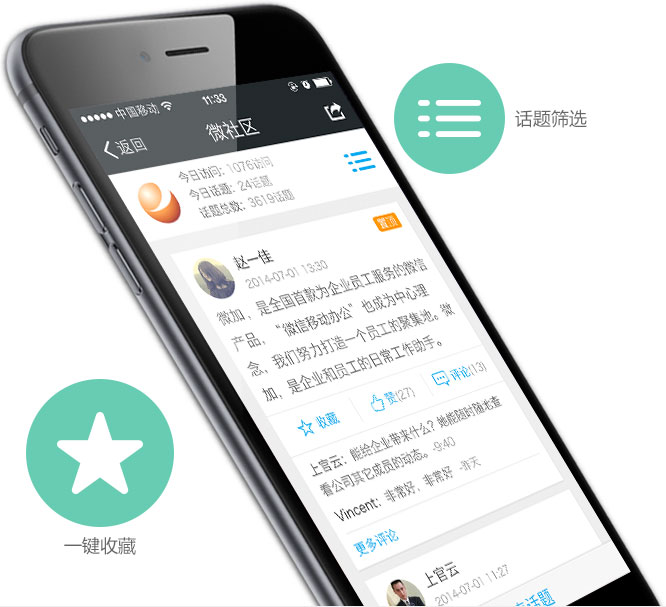 中国移动 11:33
返回 微社区
今日访问: 1076访问
今日话题: 24话题
话题总数: 3619话题
话题筛选
置顶
赵一佳
2014-07-01 13:30
微加，是全国首款为企业员工服务的微信
产品，“微信移动办公”也成为中心理
念，我们努力打造一个员工的聚集地。微
加，是企业和员工的日常工作助手。
收藏 赞(27) 评论(13)
上官云：能给企业带来什么？她能随时随地查
看公司其它成员的动态。-9:40
Vincent：非常好，非常好 -昨天
更多评论
上官云
2014-07-01 11:27
话题
一键收藏